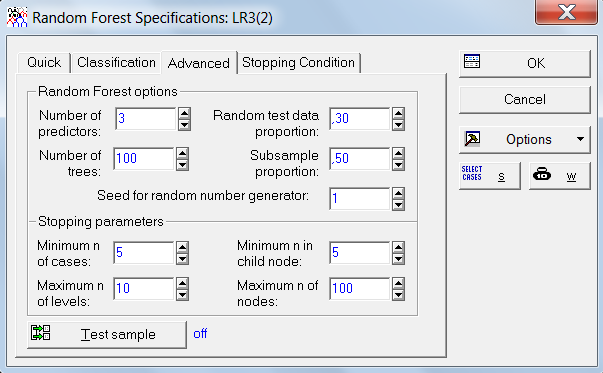 Random Forest Specifications: LR3(2)
Quick Classification Advanced Stopping Condition
OK
Cancel
Options
SELECT CASES S
10 W
Random Forest options
Number of predictors: 3
Random test data proportion: ,30
Number of trees: 100
Subsample proportion: ,50
Seed for random number generator: 1
Stopping parameters
Minimum n of cases: 5
Minimum n in child node: 5
Maximum n of levels: 10
Maximum n of nodes: 100
Test sample off